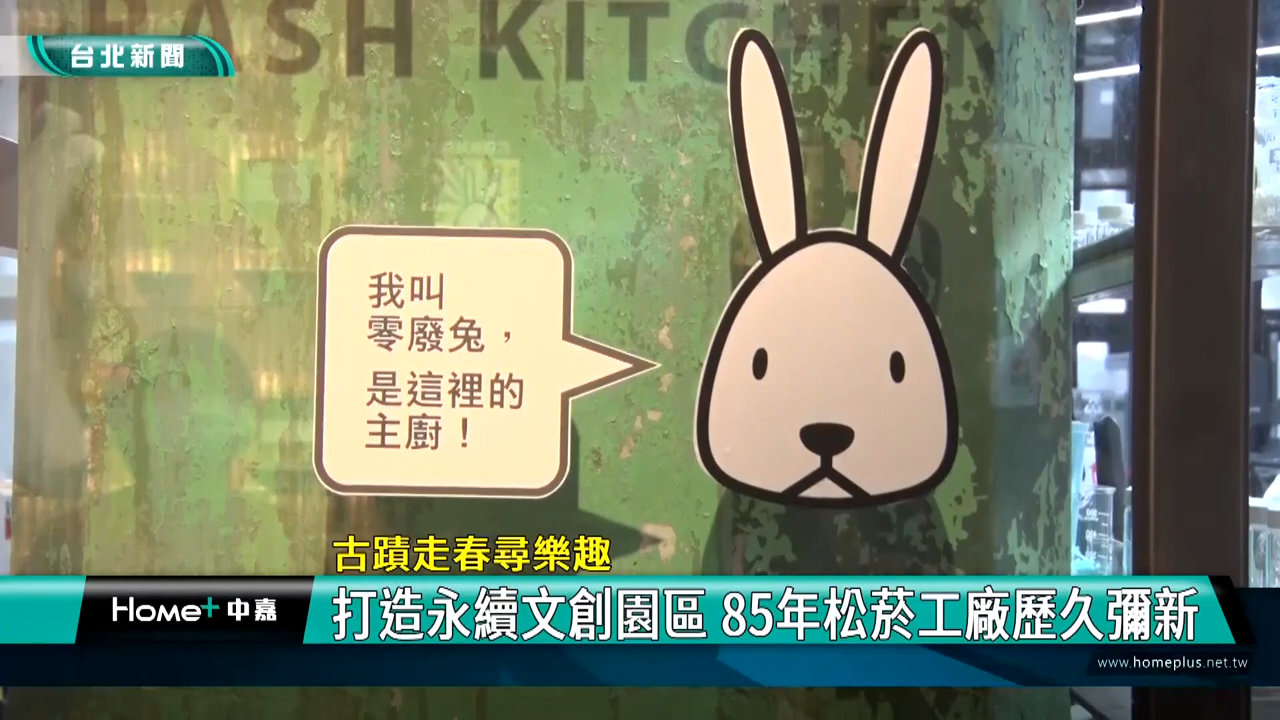 RASH KITCHEN
台北新聞
我叫
零廢兔，
是這裡的
主廚！
古蹟走春尋樂趣
Home+ 中嘉
打造永續文創園區 85年松菸工廠歷久彌新
www.homeplus.net.tw